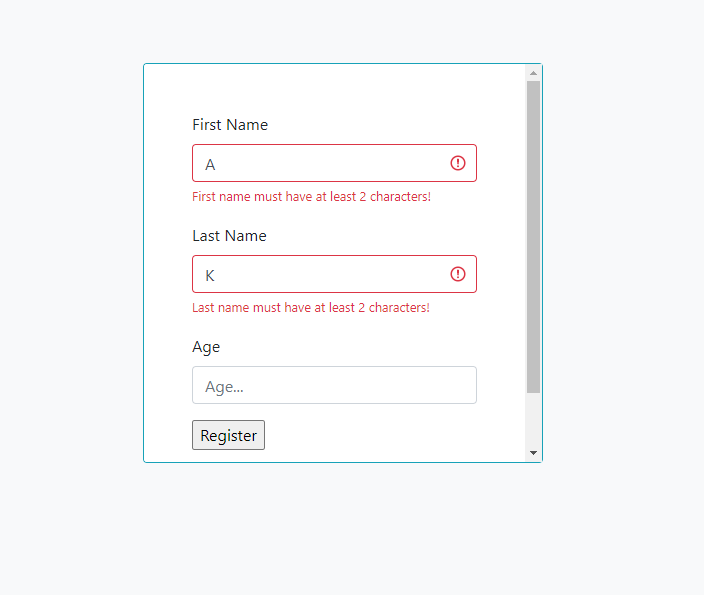 First Name
A
First name must have at least 2 characters!
Last Name
K
Last name must have at least 2 characters!
Age
Age...
Register